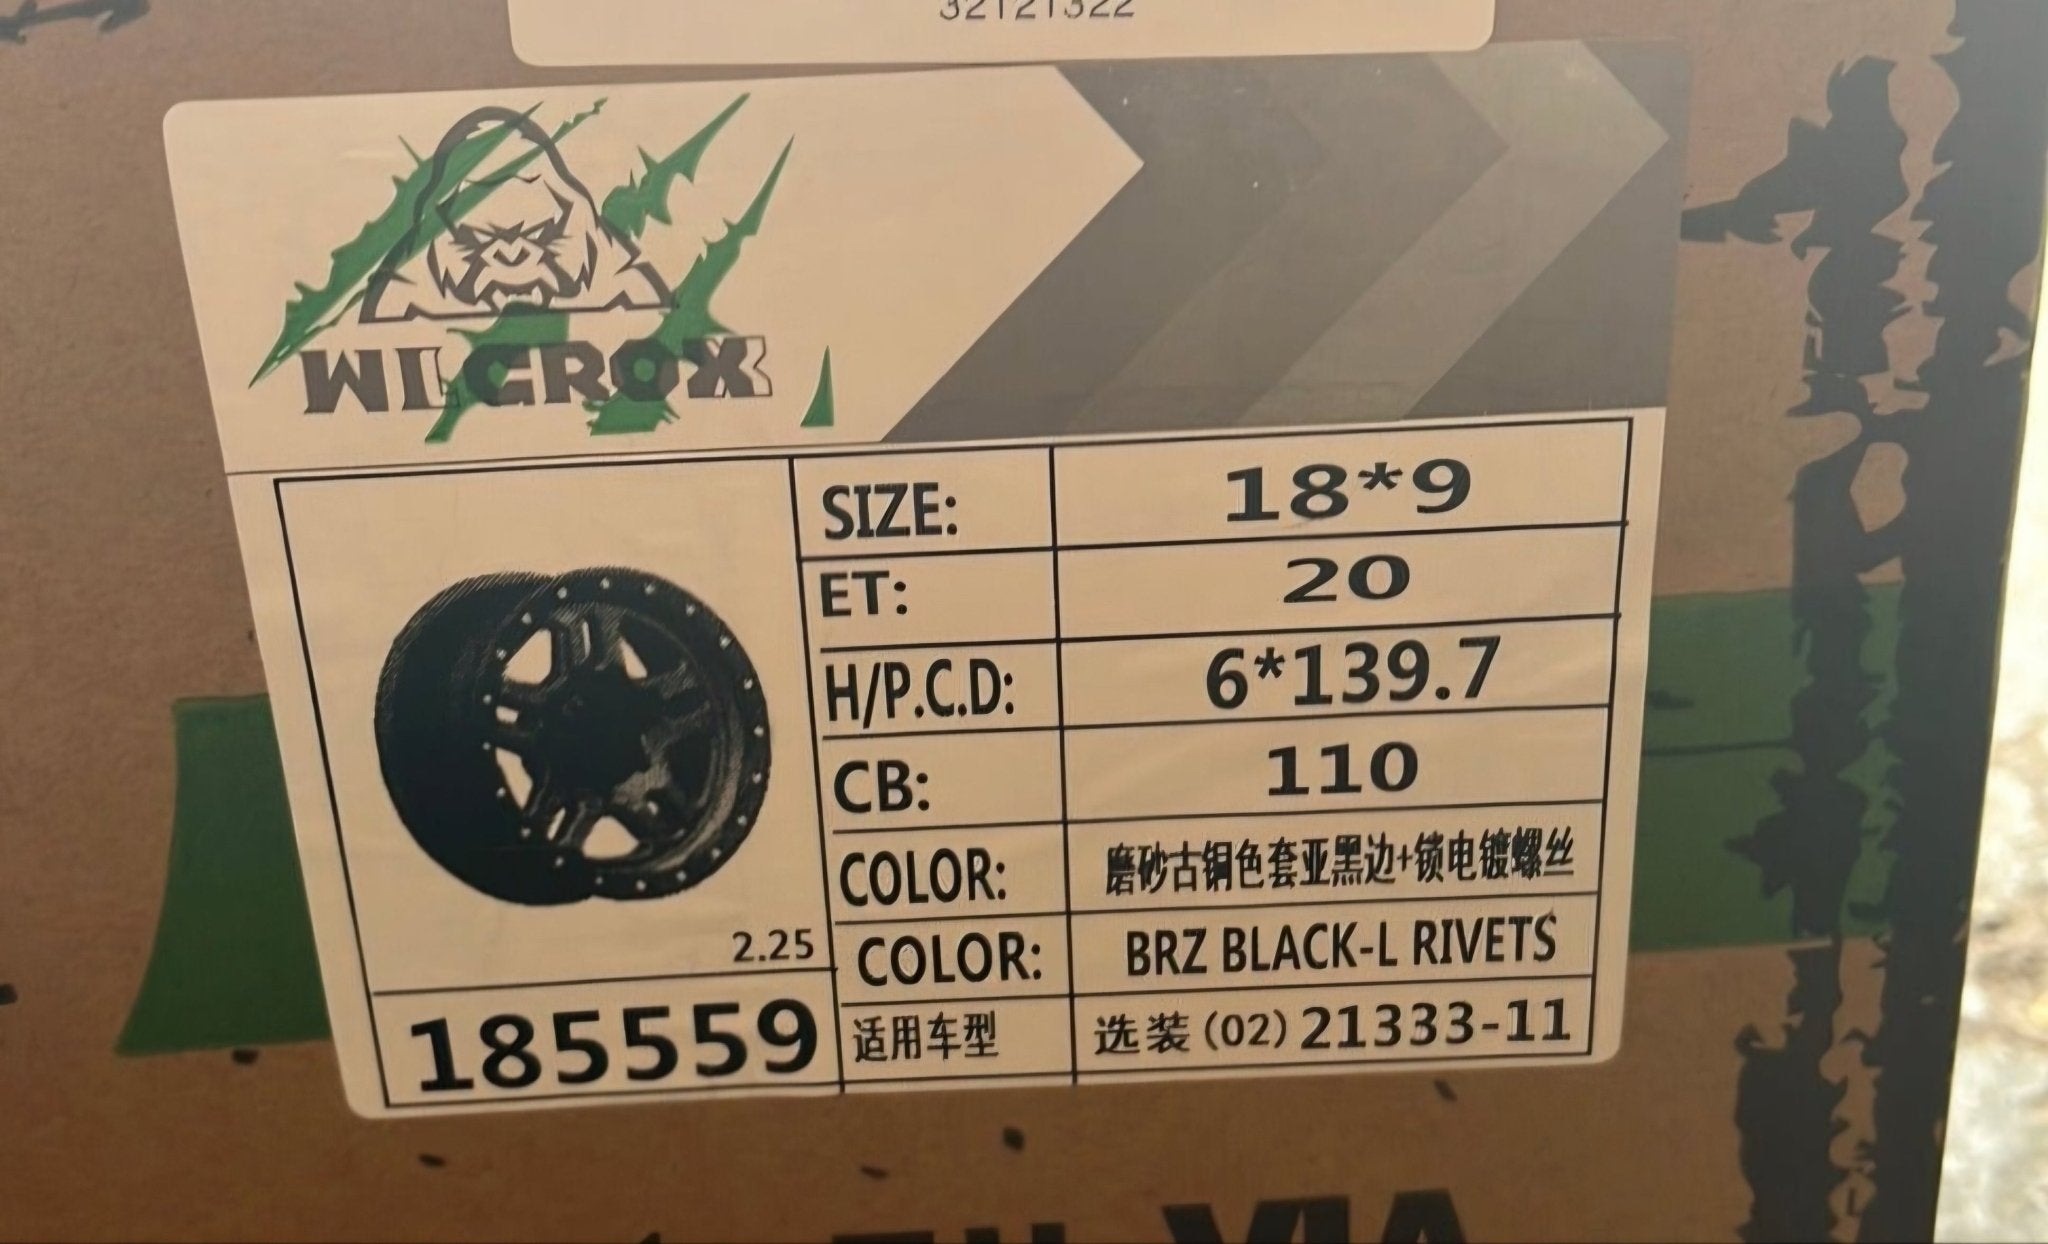 32121322
WLCROX
SIZE: 18*9
ET: 20
H/P.C.D: 6*139.7
CB: 110
COLOR: 磨砂古铜色套亚黑边+锁电镀螺丝
COLOR: BRZ BLACK-L RIVETS
适用车型 选装(02)21333-11
2.25
185559